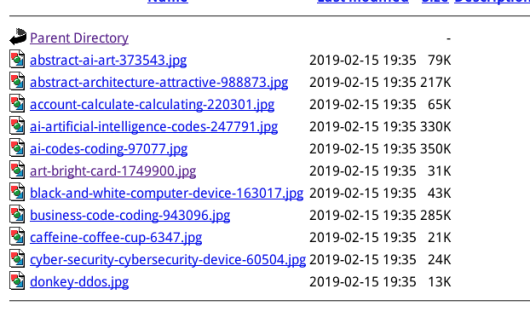 Name Last modified Size Description
Parent Directory -
abstract-ai-art-373543.jpg 2019-02-15 19:35 79K
abstract-architecture-attractive-988873.jpg 2019-02-15 19:35 217K
account-calculate-calculating-220301.jpg 2019-02-15 19:35 65K
ai-artificial-intelligence-codes-247791.jpg 2019-02-15 19:35 330K
ai-codes-coding-97077.jpg 2019-02-15 19:35 350K
art-bright-card-1749900.jpg 2019-02-15 19:35 31K
black-and-white-computer-device-163017.jpg 2019-02-15 19:35 43K
business-code-coding-943096.jpg 2019-02-15 19:35 285K
caffeine-coffee-cup-6347.jpg 2019-02-15 19:35 21K
cyber-security-cybersecurity-device-60504.jpg 2019-02-15 19:35 24K
donkey-ddos.jpg 2019-02-15 19:35 13K